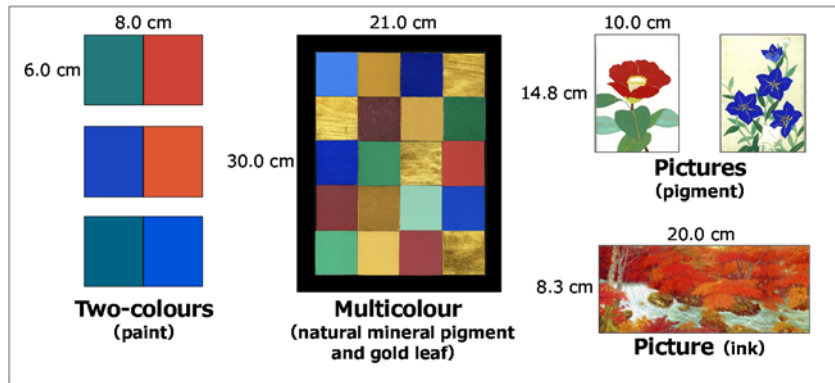 8.0 cm
6.0 cm
Two-colours
(paint)
21.0 cm
30.0 cm
Multicolour
(natural mineral pigment
and gold leaf)
10.0 cm
14.8 cm
Pictures
(pigment)
20.0 cm
8.3 cm
Picture (ink)